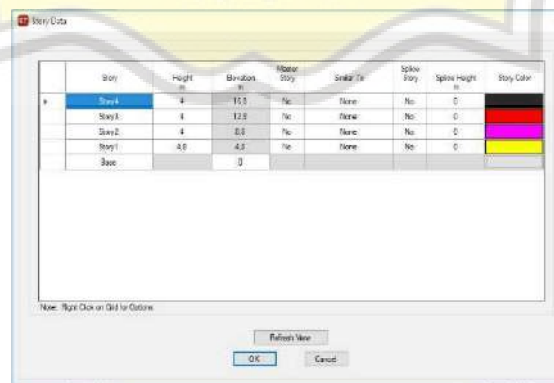 Story Data
Story Height m Elevation m Master Story Similar To Splice Story Splice Height m Story Color
Story4 4 No None No 0
Story3 4 12,8 No None No 0
Story2 4 8,8 No None No 0
Story1 4,8 4,8 No None No 0
Base 0
Note: Right Click on Grid for Options
Refresh View
OK Cancel